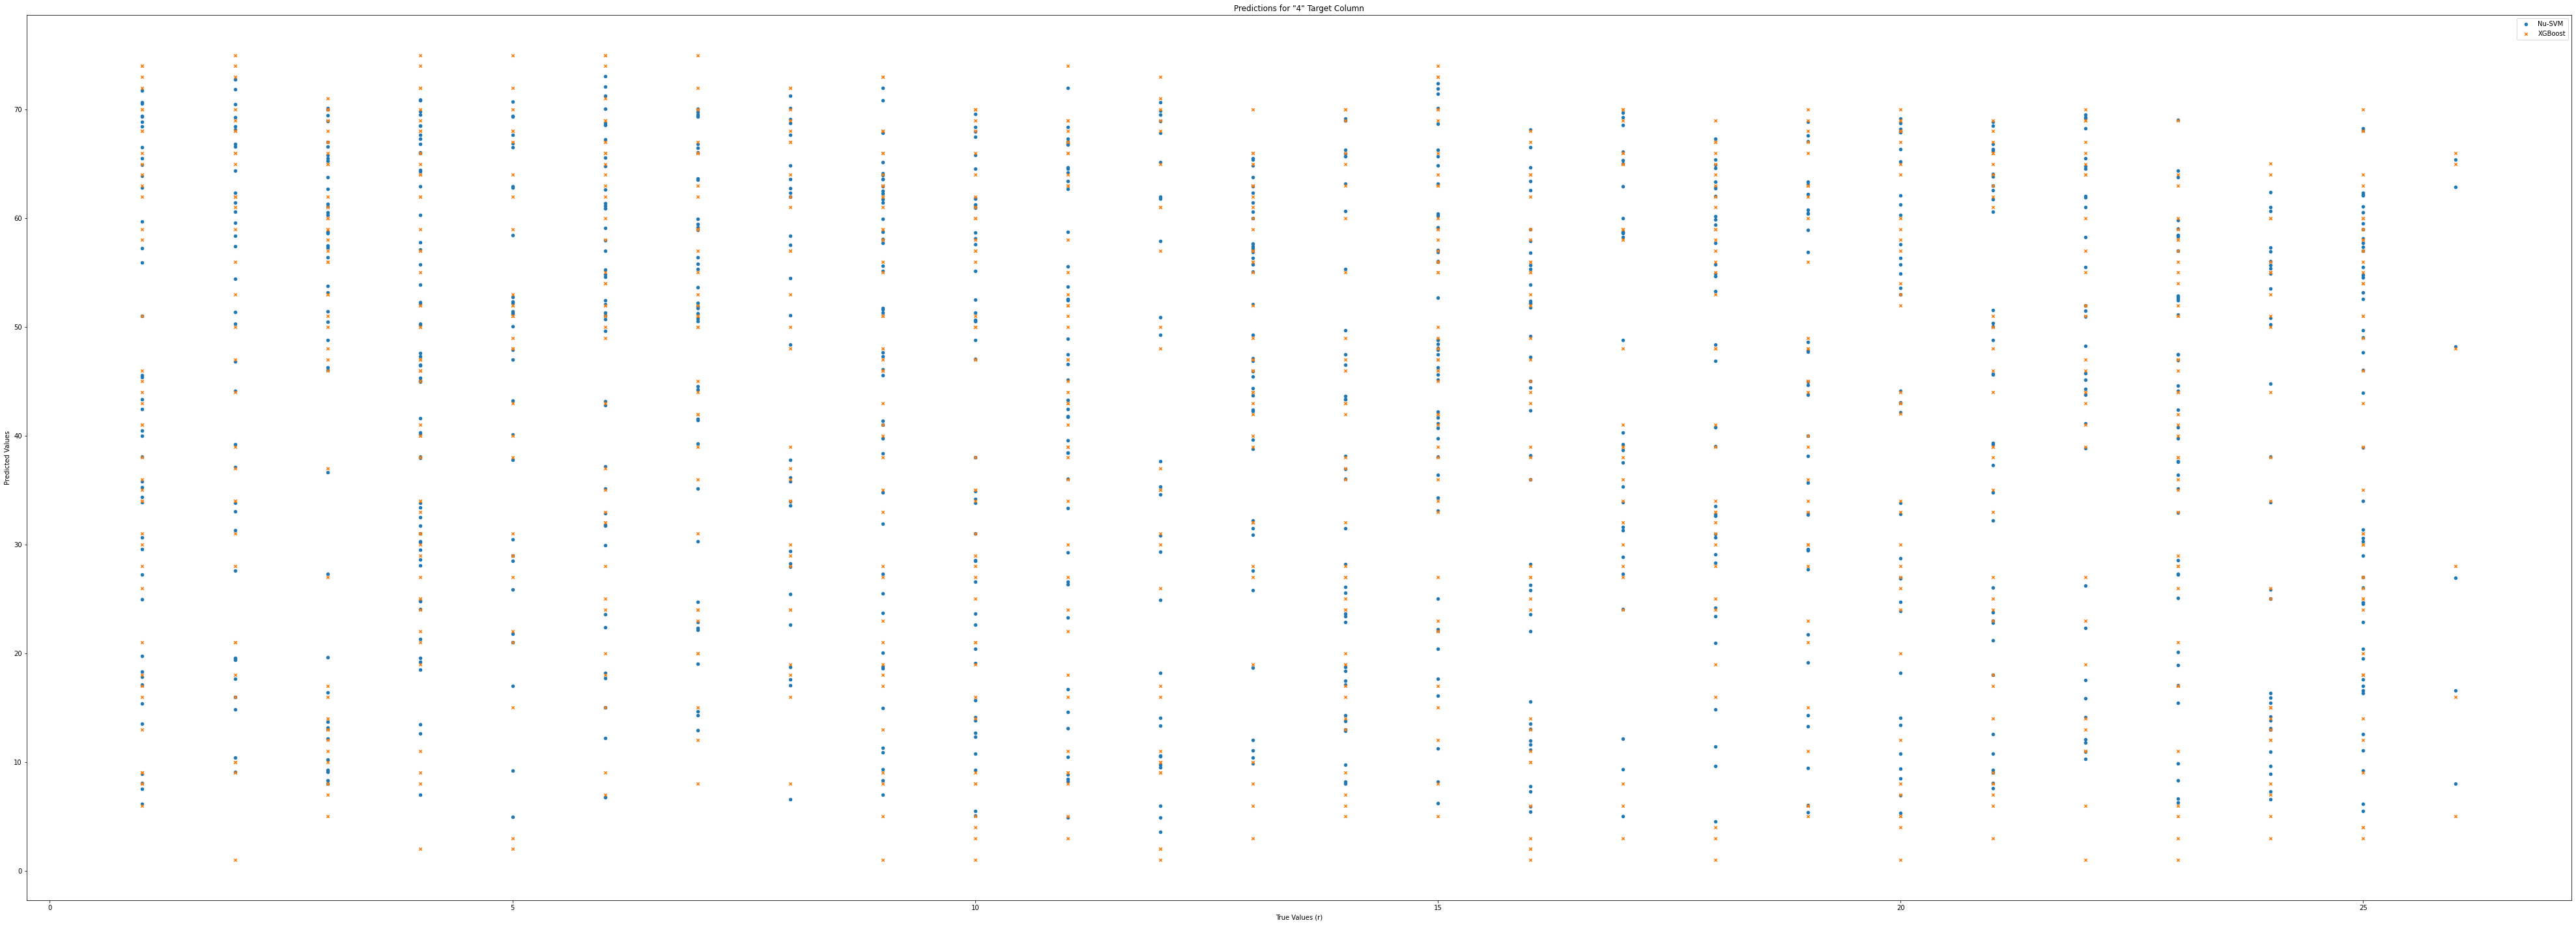 Predictions for "4" Target Column
Nu-SVM
XGBoost
Predicted Values
70
60
50
40
30
20
10
0
0 5 10 15 20 25
True Values (r)